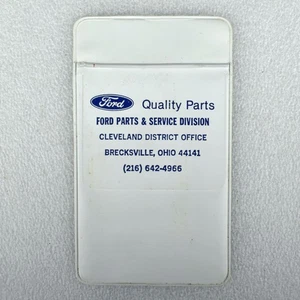 Ford Quality Parts
FORD PARTS & SERVICE DIVISION
CLEVELAND DISTRICT OFFICE
BRECKSVILLE, OHIO 44141
(216) 642-4966